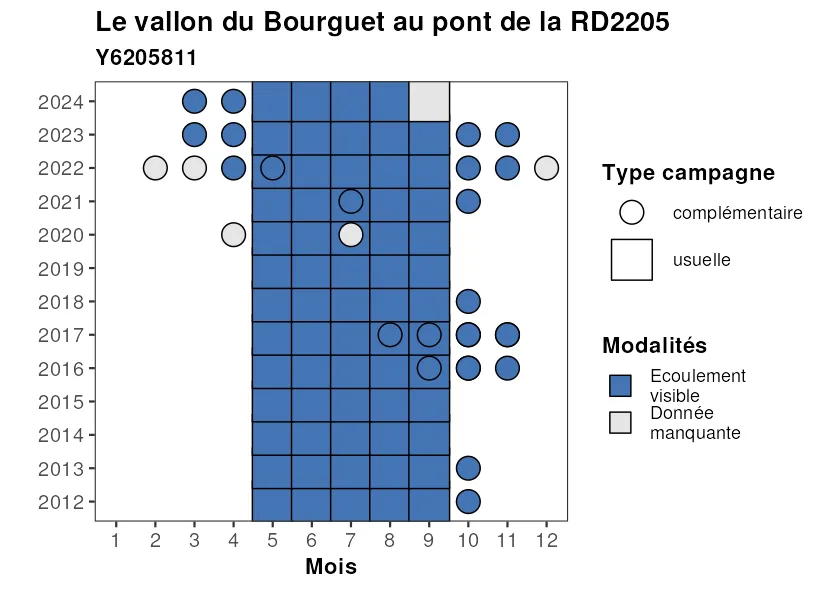 Le vallon du Bourguet au pont de la RD2205
Y6205811
2024
2023
2022
2021
2020
2019
2018
2017
2016
2015
2014
2013
2012
1 2 3 4 5 6 7 8 9 10 11 12
Mois
Type campagne
complémentaire
usuelle
Modalités
Ecoulement
visible
Donnée
manquante